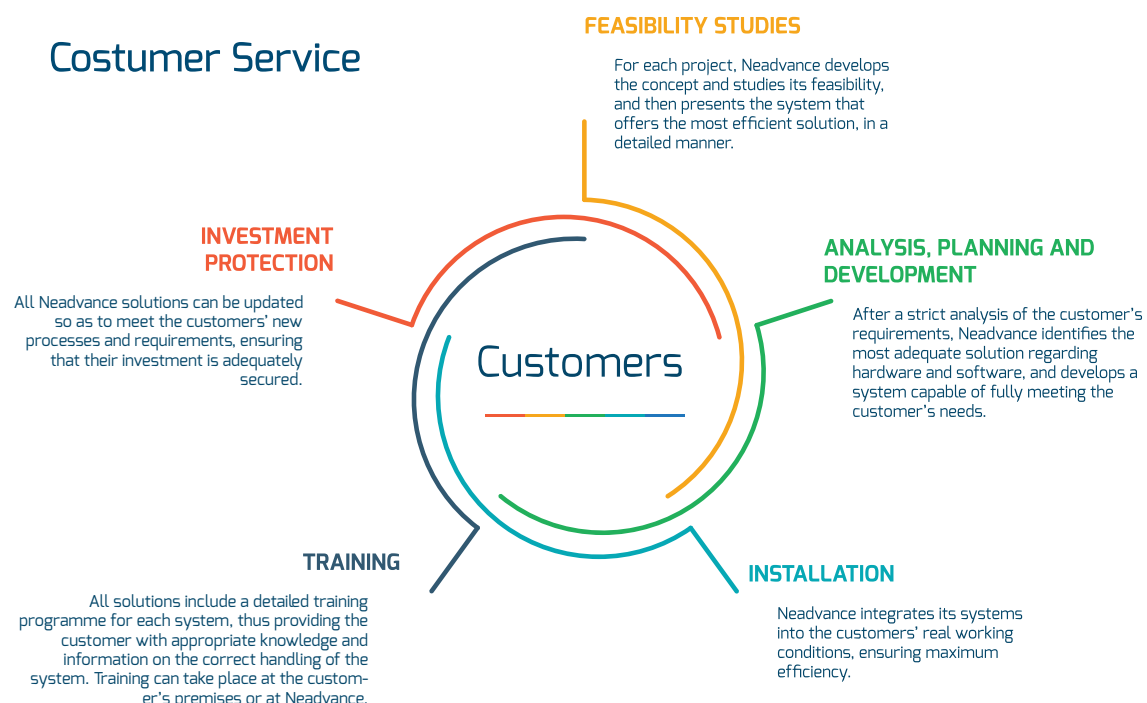 Costumer Service
FEASIBILITY STUDIES
For each project, Neadvance develops
the concept and studies its feasibility,
and then presents the system that
offers the most efficient solution, in a
detailed manner.
ANALYSIS, PLANNING AND
DEVELOPMENT
After a strict analysis of the customer's
requirements, Neadvance identifies the
most adequate solution regarding
hardware and software, and develops a
system capable of fully meeting the
customer's needs.
INSTALLATION
Neadvance integrates its systems
into the customers' real working
conditions, ensuring maximum
efficiency.
TRAINING
All solutions include a detailed training
programme for each system, thus providing the
customer with appropriate knowledge and
information on the correct handling of the
system. Training can take place at the custom-
er's premises or at Neadvance.
INVESTMENT
PROTECTION
All Neadvance solutions can be updated
so as to meet the customers' new
processes and requirements, ensuring
that their investment is adequately
secured.
Customers